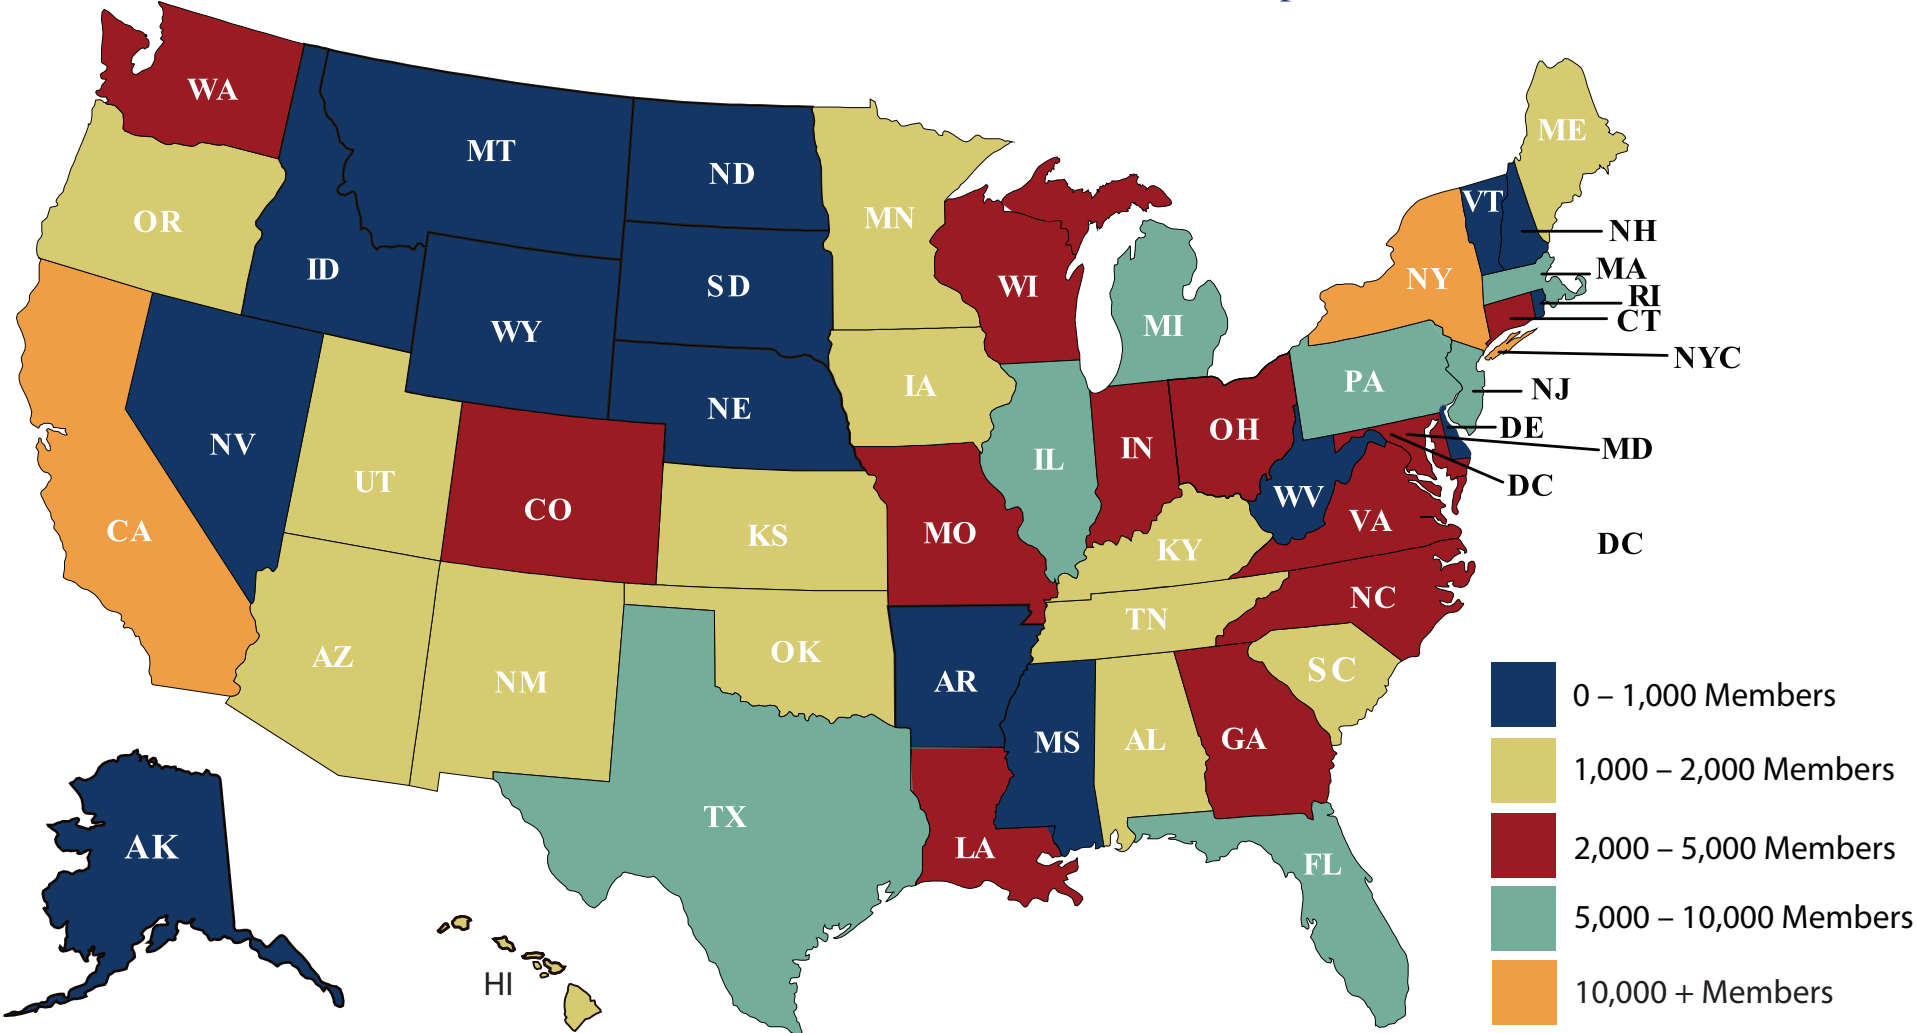 WA
MT
ND
MN
ME
VT
NH
OR
ID
SD
WI
MI
NY
MA
RI
CT
WY
NYC
IA
PA
NJ
NE
DE
NV
IL
IN
OH
MD
UT
CO
WV
DC
CA
KS
MO
VA
KY
DC
NC
TN
AZ
NM
OK
AR
SC
MS
AL
GA
TX
LA
FL
AK
HI
0 – 1,000 Members
1,000 – 2,000 Members
2,000 – 5,000 Members
5,000 – 10,000 Members
10,000 + Members